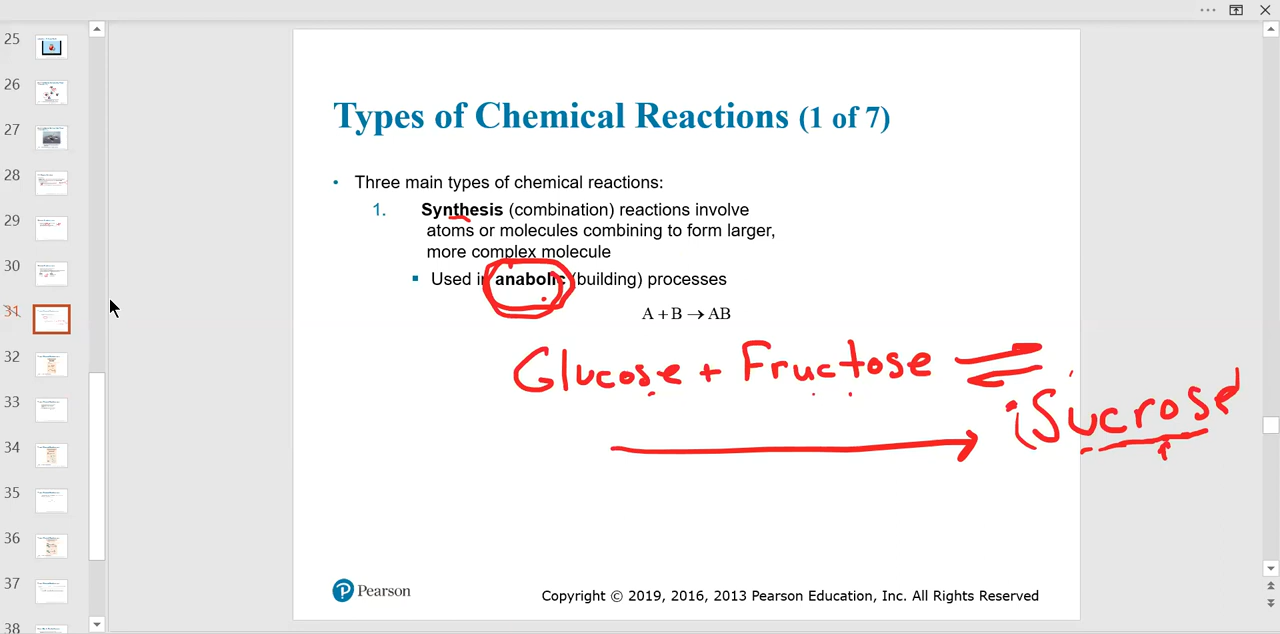 25
26
27
28
29
30
31
32
33
34
35
36
37
38
Types of Chemical Reactions (1 of 7)
• Three main types of chemical reactions:
1. Synthesis (combination) reactions involve
atoms or molecules combining to form larger,
more complex molecule
▪ Used in anabolic (building) processes
A + B → AB
Glucose + Fructose ⇌
Sucrose
→
Pearson
Copyright © 2019, 2016, 2013 Pearson Education, Inc. All Rights Reserved